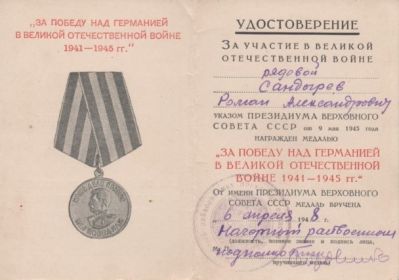 „ЗА ПОБЕДУ НАД ГЕРМАНИЕЙ
В ВЕЛИКОЙ ОТЕЧЕСТВЕННОЙ ВОЙНЕ
1941—1945 гг.“
УДОСТОВЕРЕНИЕ
ЗА УЧАСТИЕ В ВЕЛИКОЙ
ОТЕЧЕСТВЕННОЙ ВОЙНЕ
рядовой
Сандырев
Роман Александрович
УКАЗОМ ПРЕЗИДИУМА ВЕРХОВНОГО
СОВЕТА СССР от 9 мая 1945 года
НАГРАЖДЕН МЕДАЛЬЮ
„ЗА ПОБЕДУ НАД ГЕРМАНИЕЙ
В ВЕЛИКОЙ ОТЕЧЕСТВЕННОЙ
ВОЙНЕ 1941—1945 гг.“
ОТ ИМЕНИ ПРЕЗИДИУМА ВЕРХОВНОГО
СОВЕТА СССР МЕДАЛЬ ВРУЧЕНА
6 апреля 1948 г.
(должность, воинское звание и подпись лица,
вручившего медаль)